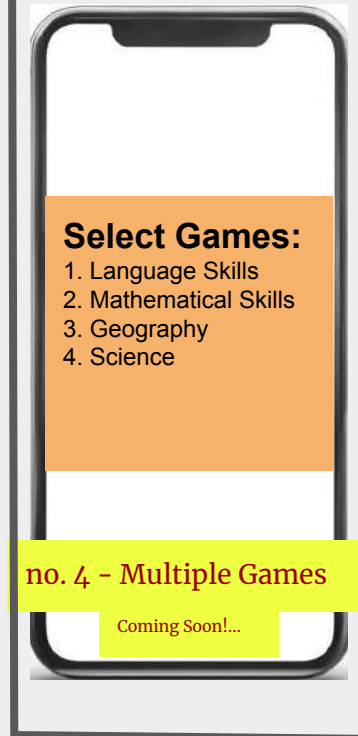 Select Games:
1. Language Skills
2. Mathematical Skills
3. Geography
4. Science
no. 4 - Multiple Games
Coming Soon!...